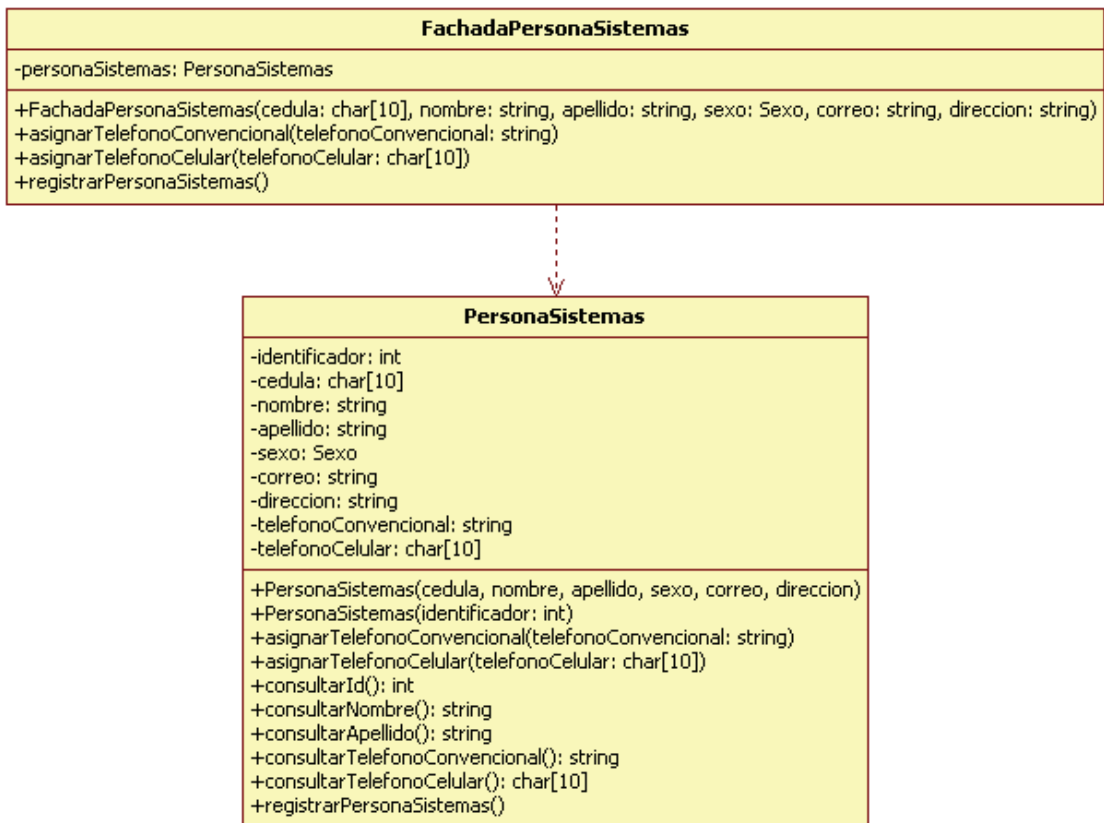 FachadaPersonaSistemas
-personaSistemas: PersonaSistemas
+FachadaPersonaSistemas(cedula: char[10], nombre: string, apellido: string, sexo: Sexo, correo: string, direccion: string)
+asignarTelefonoConvencional(telefonoConvencional: string)
+asignarTelefonoCelular(telefonoCelular: char[10])
+registrarPersonaSistemas()
PersonaSistemas
-identificador: int
-cedula: char[10]
-nombre: string
-apellido: string
-sexo: Sexo
-correo: string
-direccion: string
-telefonoConvencional: string
-telefonoCelular: char[10]
+PersonaSistemas(cedula, nombre, apellido, sexo, correo, direccion)
+PersonaSistemas(identificador: int)
+asignarTelefonoConvencional(telefonoConvencional: string)
+asignarTelefonoCelular(telefonoCelular: char[10])
+consultarId(): int
+consultarNombre(): string
+consultarApellido(): string
+consultarTelefonoConvencional(): string
+consultarTelefonoCelular(): char[10]
+registrarPersonaSistemas()